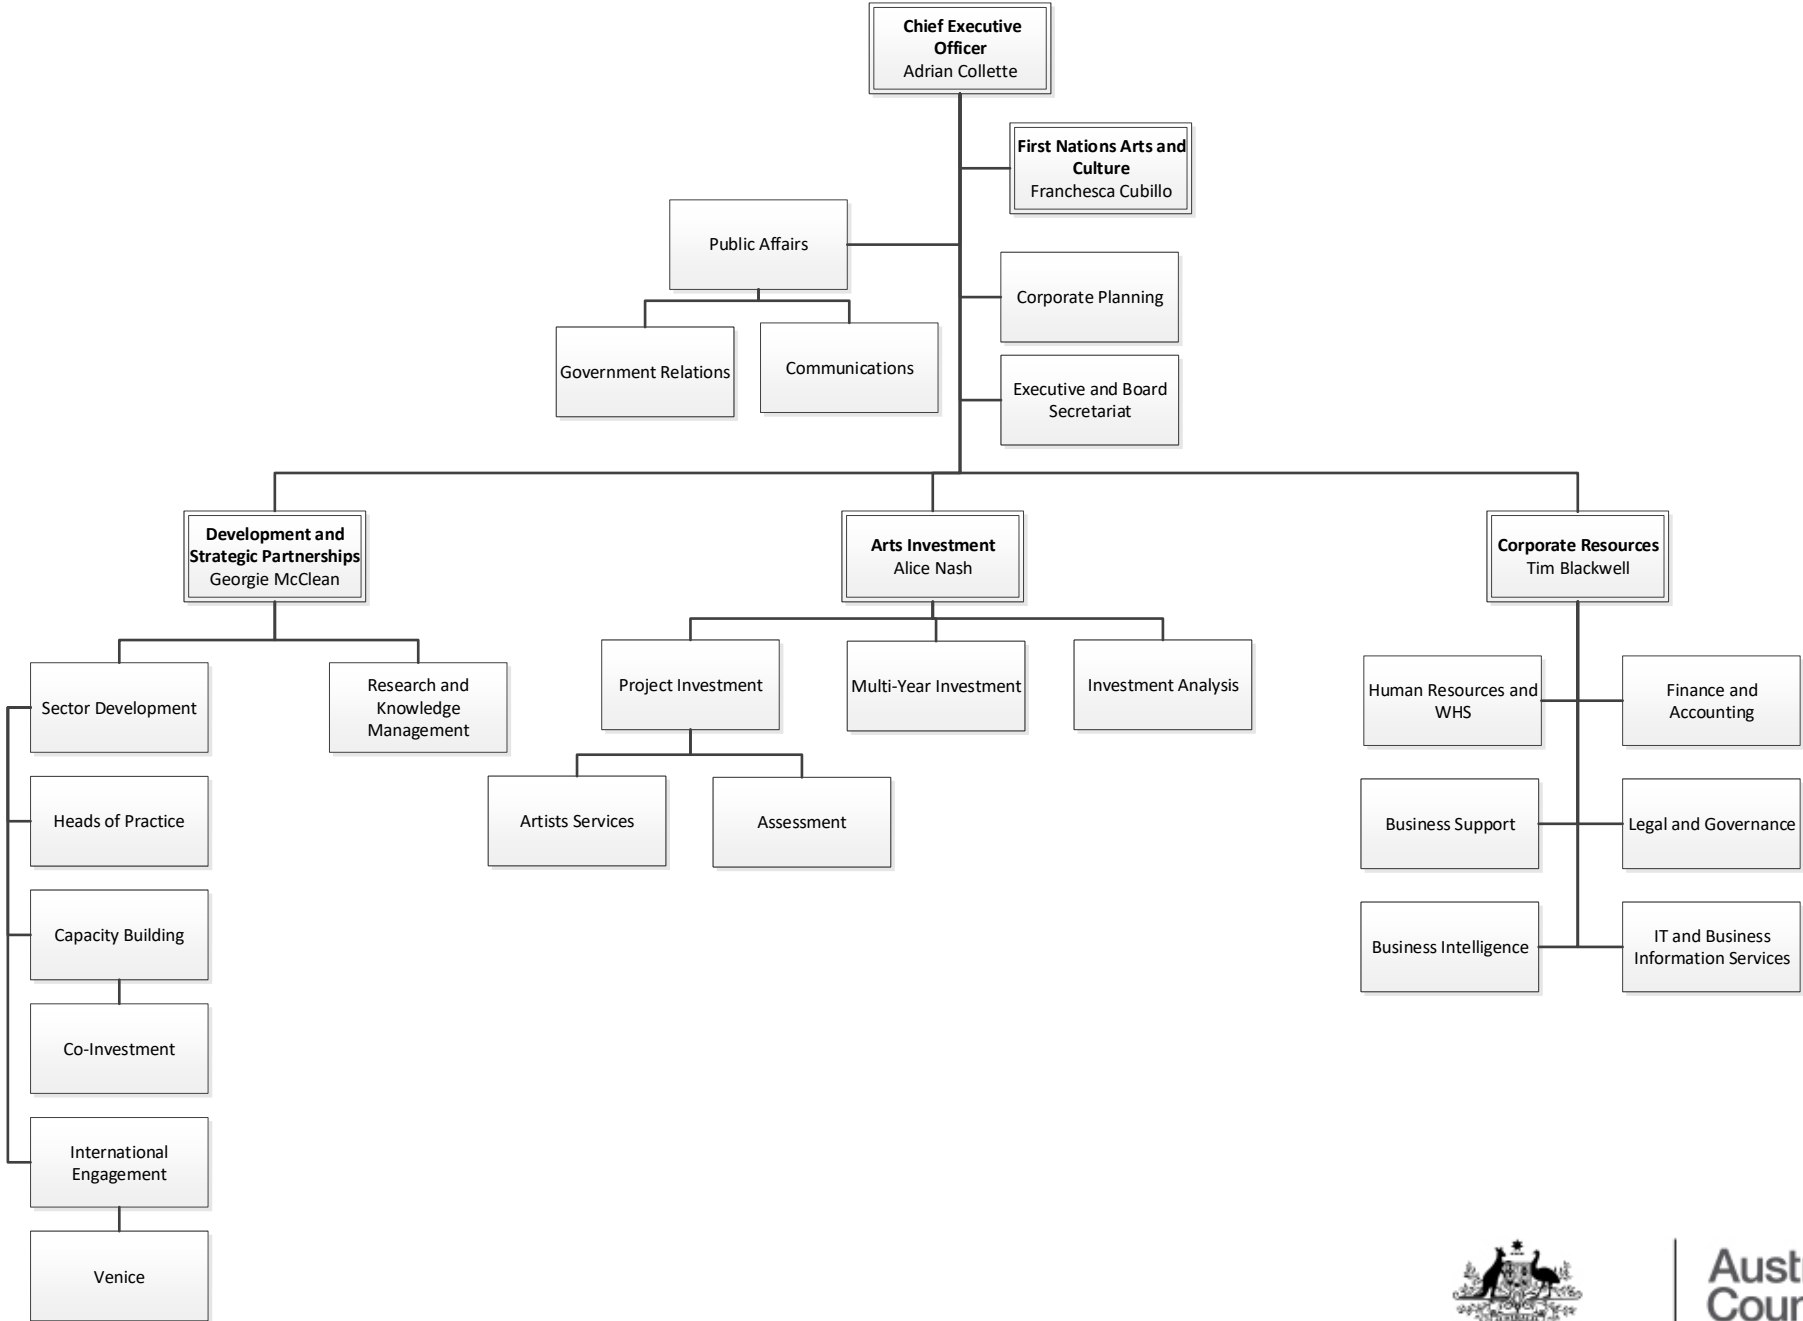 Chief Executive
Officer
Adrian Collette
First Nations Arts and
Culture
Franchesca Cubillo
Public Affairs
Corporate Planning
Government Relations
Communications
Executive and Board
Secretariat
Development and
Strategic Partnerships
Georgie McClean
Arts Investment
Alice Nash
Corporate Resources
Tim Blackwell
Sector Development
Research and
Knowledge
Management
Project Investment
Multi-Year Investment
Investment Analysis
Human Resources and
WHS
Finance and
Accounting
Heads of Practice
Artists Services
Assessment
Business Support
Legal and Governance
Capacity Building
Business Intelligence
IT and Business
Information Services
Co-Investment
International
Engagement
Venice